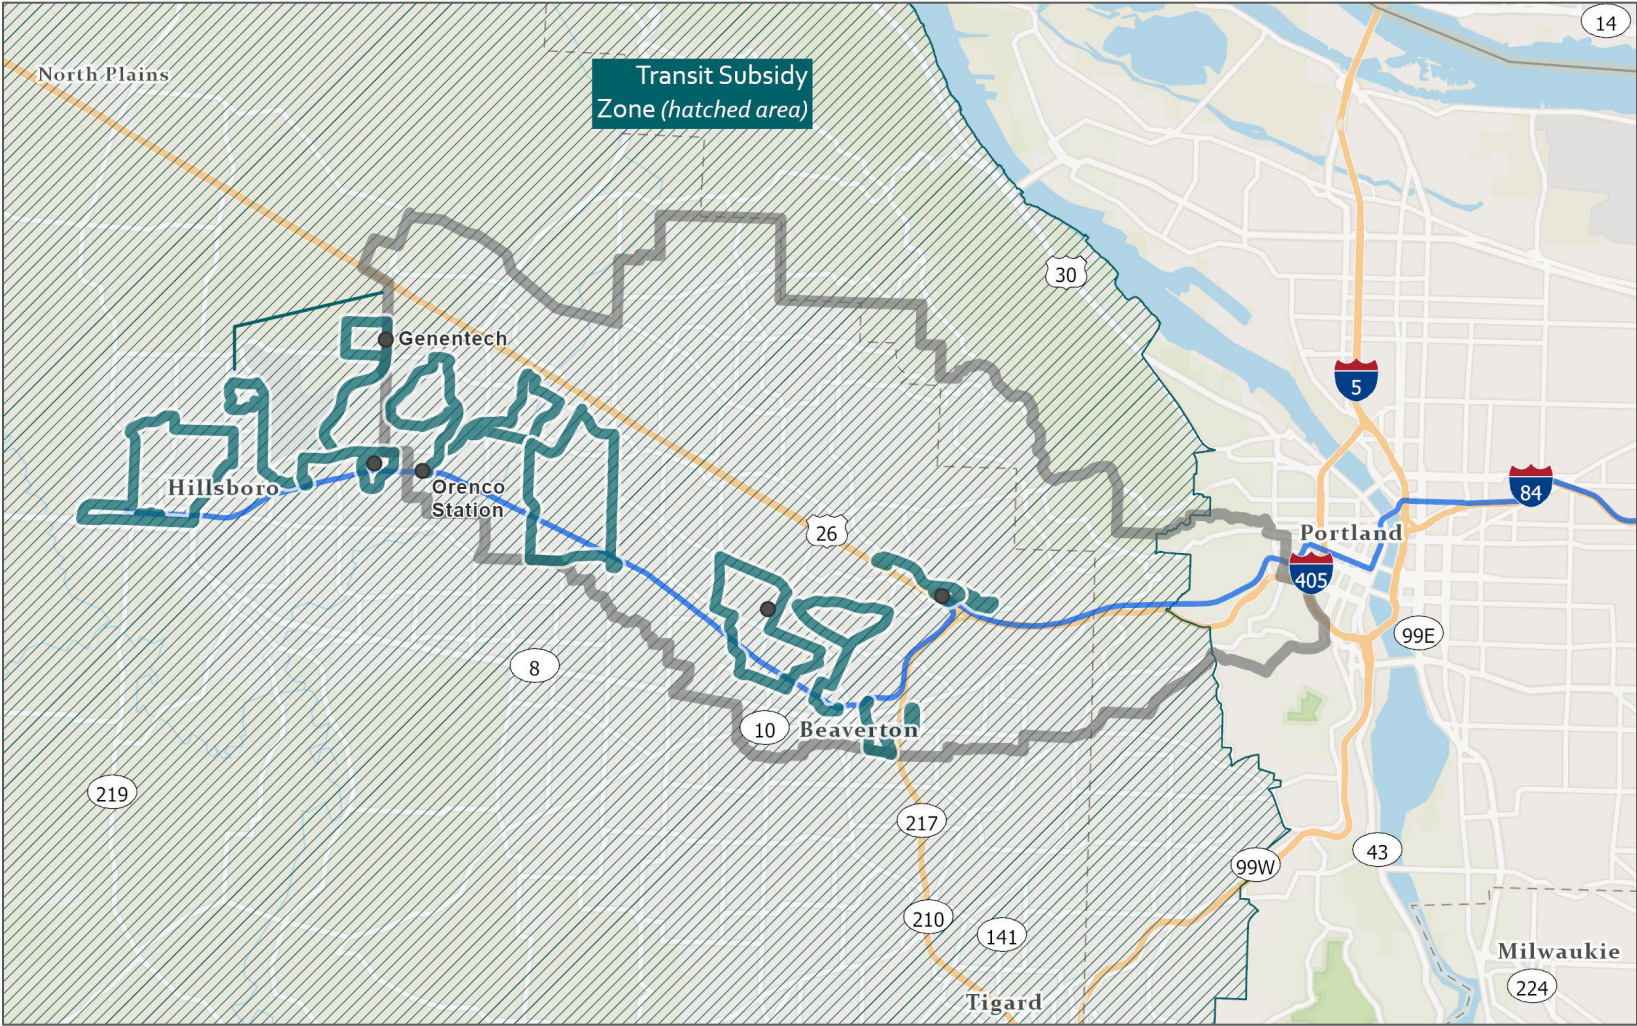 14
North Plains
Transit Subsidy
Zone (hatched area)
30
Genentech
5
Hillsboro
Orenco
Station
84
26
Portland
405
99E
8
10
Beaverton
219
217
43
99W
210
141
Milwaukie
224
Tigard